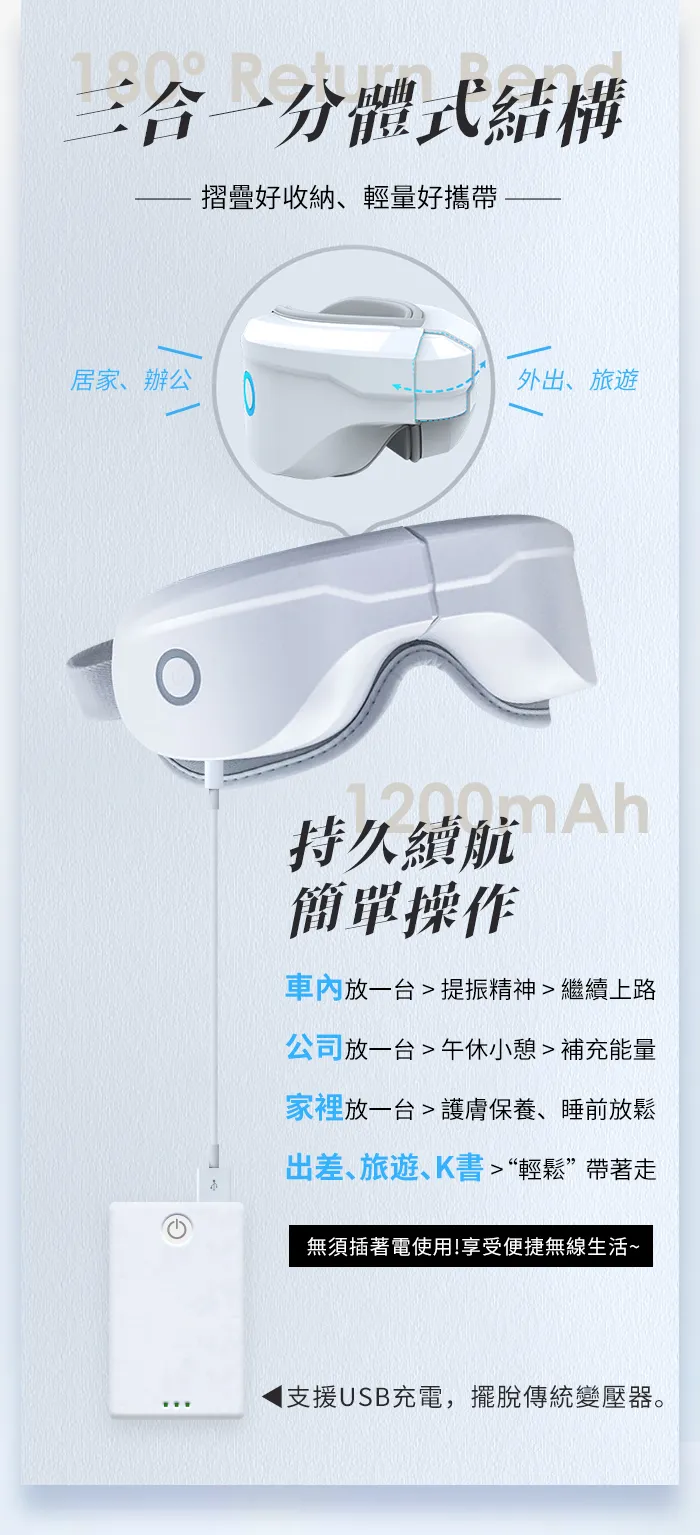 180° Return Bend
三合一分體式結構
摺疊好收納、輕量好攜帶
居家、辦公
外出、旅遊
1200mAh
持久續航
簡單操作
車內放一台 > 提振精神 > 繼續上路
公司放一台 > 午休小憩 > 補充能量
家裡放一台 > 護膚保養、睡前放鬆
出差、旅遊、K書 > “輕鬆” 帶著走
無須插著電使用!享受便捷無線生活~
◀支援USB充電，擺脫傳統變壓器。